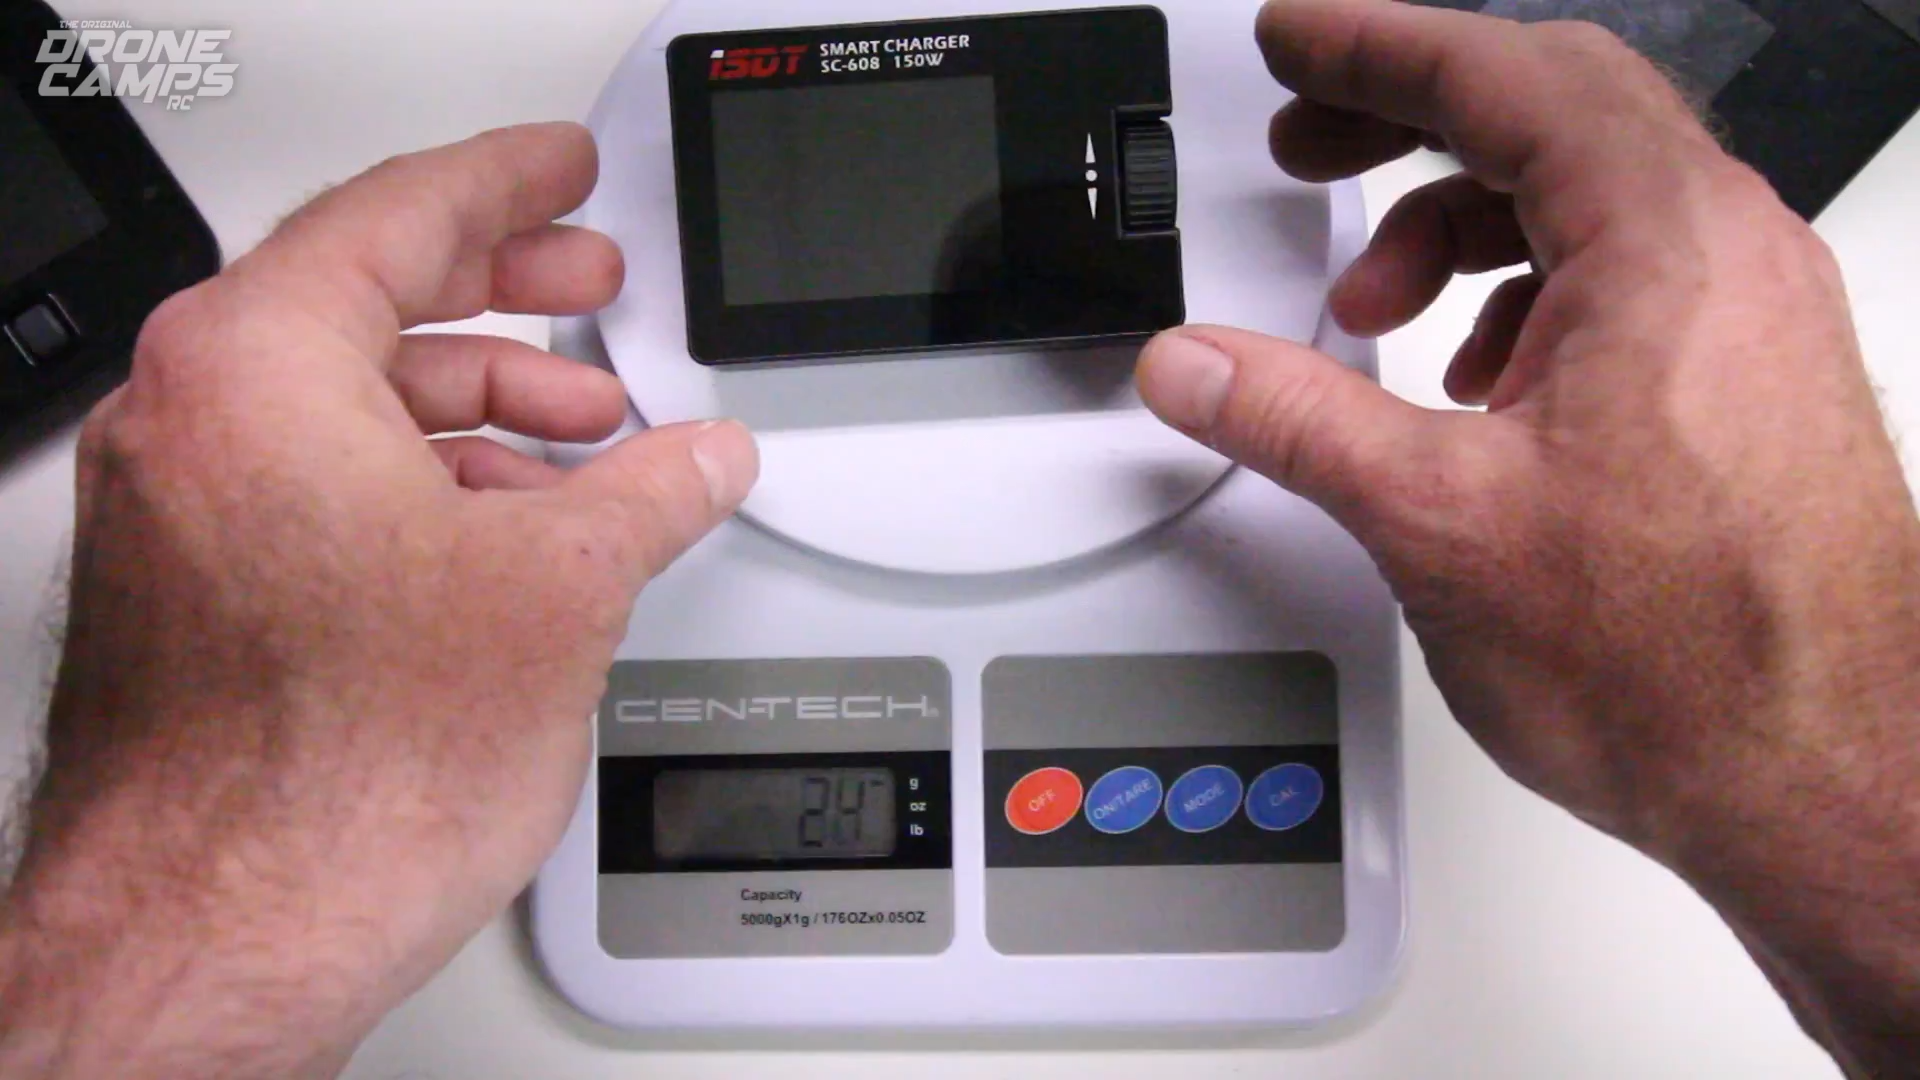 THE ORIGINAL
DRONE
CAMPS
RC
iSDT
SMART CHARGER
SC-608 150W
CEN-TECH
g
oz
lb
OFF
ON/TARE
MODE
CAL
Capacity
5000gX1g / 176OZx0.05OZ